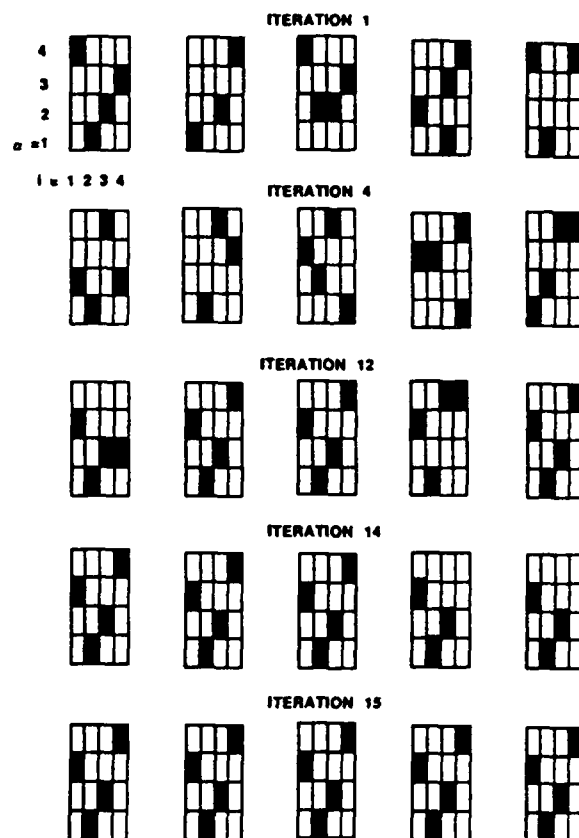 ITERATION 1
4
3
2
α =1
i = 1 2 3 4
ITERATION 4
ITERATION 12
ITERATION 14
ITERATION 15